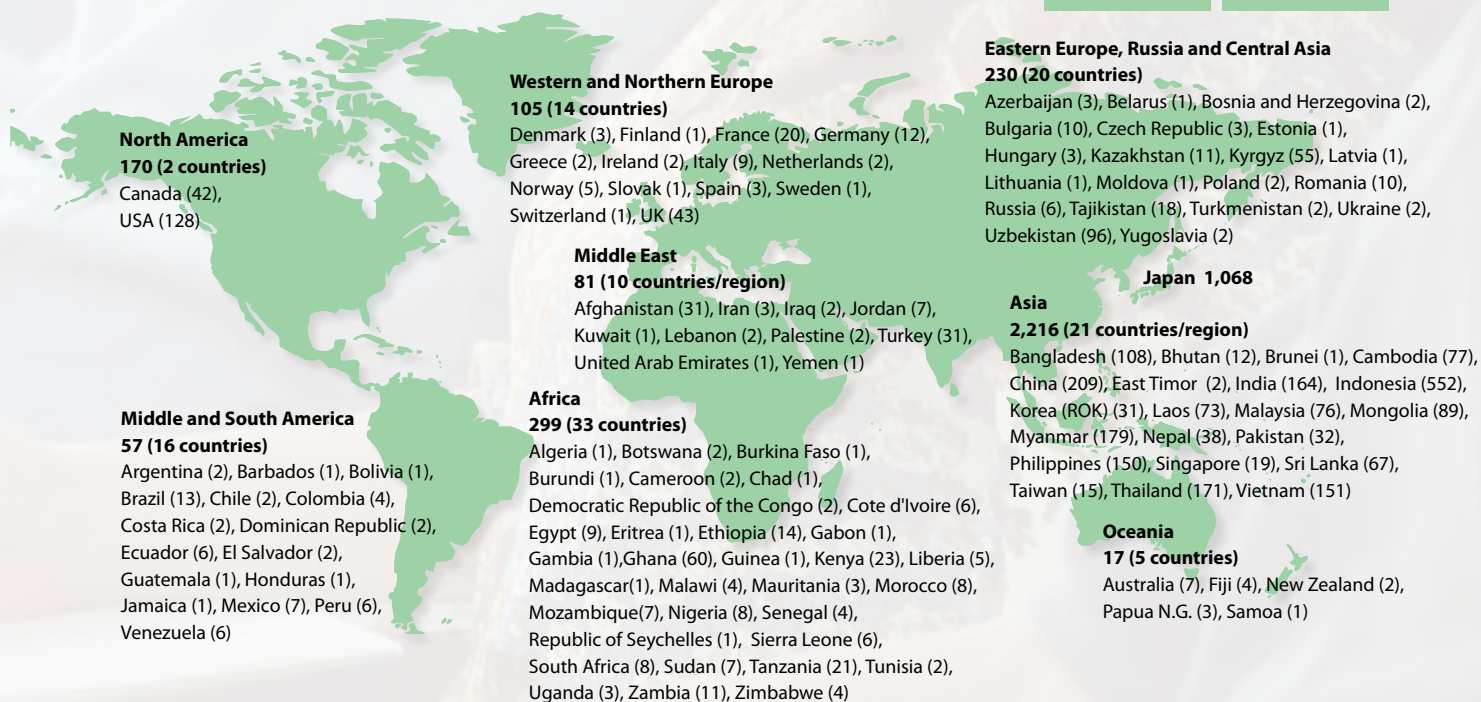 North America
170 (2 countries)
Canada (42),
USA (128)
Western and Northern Europe
105 (14 countries)
Denmark (3), Finland (1), France (20), Germany (12),
Greece (2), Ireland (2), Italy (9), Netherlands (2),
Norway (5), Slovak (1), Spain (3), Sweden (1),
Switzerland (1), UK (43)
Eastern Europe, Russia and Central Asia
230 (20 countries)
Azerbaijan (3), Belarus (1), Bosnia and Herzegovina (2),
Bulgaria (10), Czech Republic (3), Estonia (1),
Hungary (3), Kazakhstan (11), Kyrgyz (55), Latvia (1),
Lithuania (1), Moldova (1), Poland (2), Romania (10),
Russia (6), Tajikistan (18), Turkmenistan (2), Ukraine (2),
Uzbekistan (96), Yugoslavia (2)
Middle East
81 (10 countries/region)
Afghanistan (31), Iran (3), Iraq (2), Jordan (7),
Kuwait (1), Lebanon (2), Palestine (2), Turkey (31),
United Arab Emirates (1), Yemen (1)
Japan 1,068
Asia
2,216 (21 countries/region)
Bangladesh (108), Bhutan (12), Brunei (1), Cambodia (77),
China (209), East Timor (2), India (164), Indonesia (552),
Korea (ROK) (31), Laos (73), Malaysia (76), Mongolia (89),
Myanmar (179), Nepal (38), Pakistan (32),
Philippines (150), Singapore (19), Sri Lanka (67),
Taiwan (15), Thailand (171), Vietnam (151)
Middle and South America
57 (16 countries)
Argentina (2), Barbados (1), Bolivia (1),
Brazil (13), Chile (2), Colombia (4),
Costa Rica (2), Dominican Republic (2),
Ecuador (6), El Salvador (2),
Guatemala (1), Honduras (1),
Jamaica (1), Mexico (7), Peru (6),
Venezuela (6)
Africa
299 (33 countries)
Algeria (1), Botswana (2), Burkina Faso (1),
Burundi (1), Cameroon (2), Chad (1),
Democratic Republic of the Congo (2), Cote d'Ivoire (6),
Egypt (9), Eritrea (1), Ethiopia (14), Gabon (1),
Gambia (1),Ghana (60), Guinea (1), Kenya (23), Liberia (5),
Madagascar(1), Malawi (4), Mauritania (3), Morocco (8),
Mozambique(7), Nigeria (8), Senegal (4),
Republic of Seychelles (1), Sierra Leone (6),
South Africa (8), Sudan (7), Tanzania (21), Tunisia (2),
Uganda (3), Zambia (11), Zimbabwe (4)
Oceania
17 (5 countries)
Australia (7), Fiji (4), New Zealand (2),
Papua N.G. (3), Samoa (1)